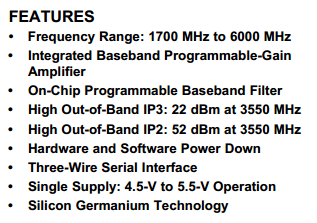 FEATURES
• Frequency Range: 1700 MHz to 6000 MHz
• Integrated Baseband Programmable-Gain
Amplifier
• On-Chip Programmable Baseband Filter
• High Out-of-Band IP3: 22 dBm at 3550 MHz
• High Out-of-Band IP2: 52 dBm at 3550 MHz
• Hardware and Software Power Down
• Three-Wire Serial Interface
• Single Supply: 4.5-V to 5.5-V Operation
• Silicon Germanium Technology